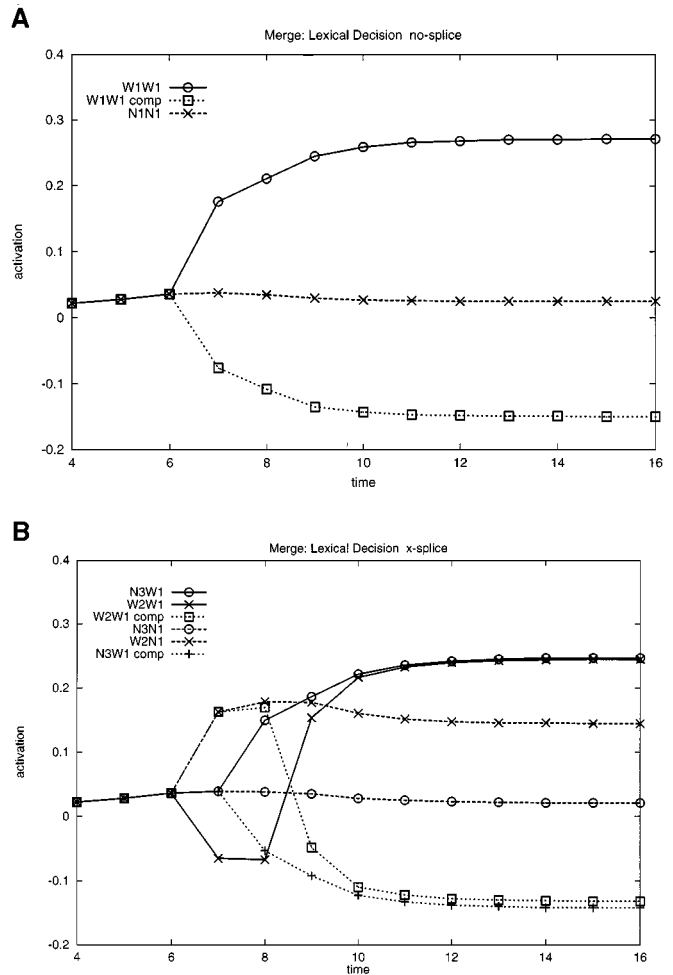 A
Merge: Lexical Decision no-splice
0.4
0.3
0.2
0.1
0
-0.1
-0.2
activation
W1W1
W1W1 comp
N1N1
4 6 8 10 12 14 16
time
B
Merge: Lexical Decision x-splice
0.4
0.3
0.2
0.1
0
-0.1
-0.2
activation
N3W1
W2W1
W2W1 comp
N3N1
W2N1
N3W1 comp
4 6 8 10 12 14 16
time